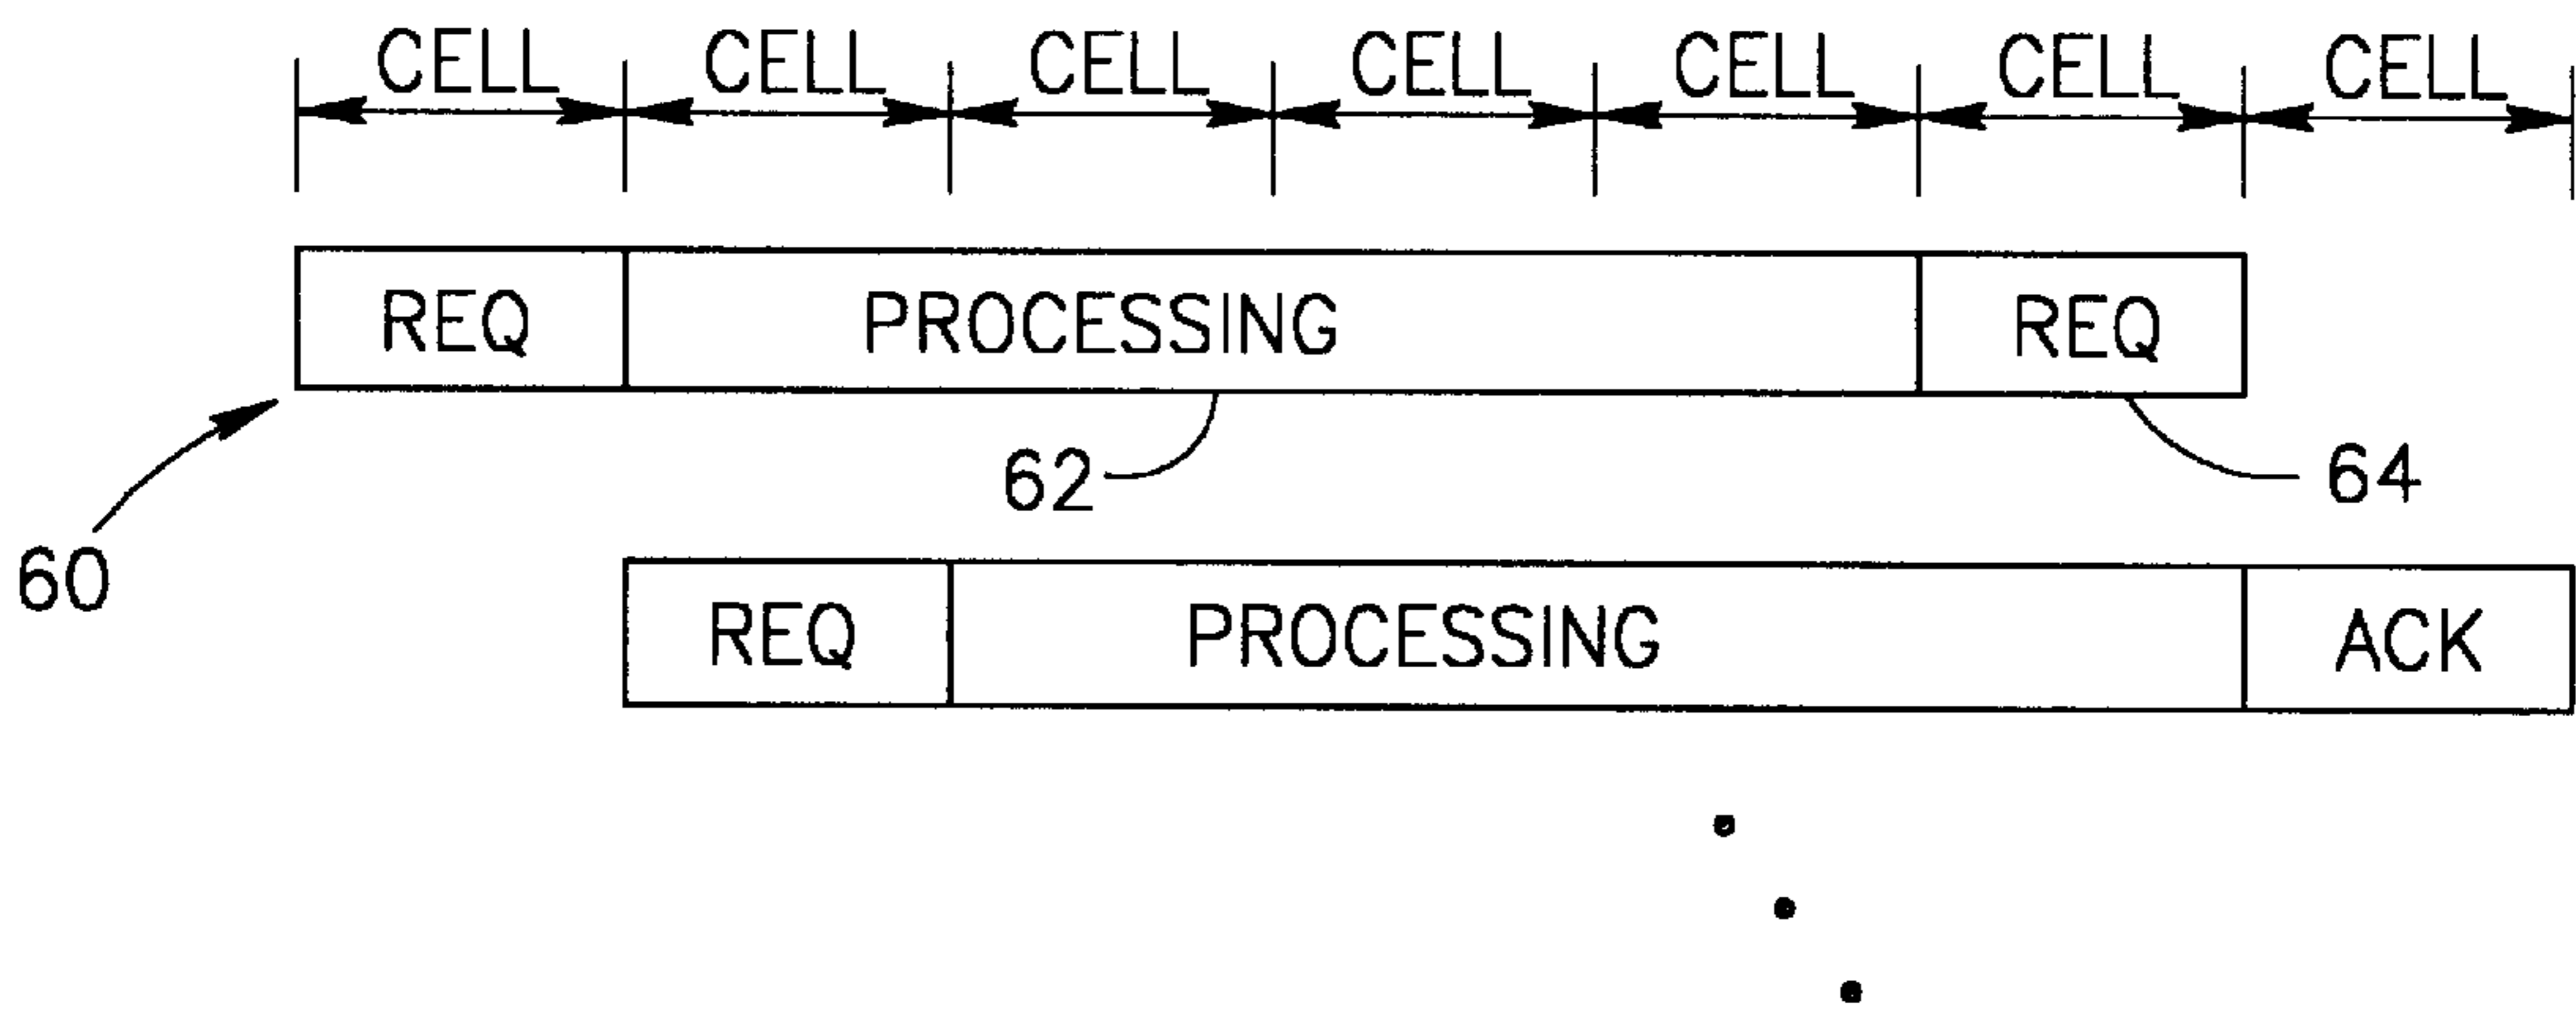 CELL CELL CELL CELL CELL CELL CELL
REQ PROCESSING REQ
62 64
60
REQ PROCESSING ACK